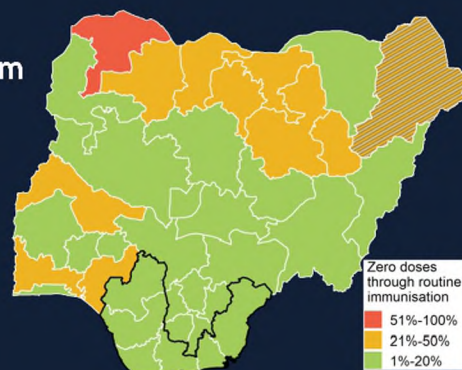 m
Zero doses
through routine
immunisation
51%-100%
21%-50%
1%-20%